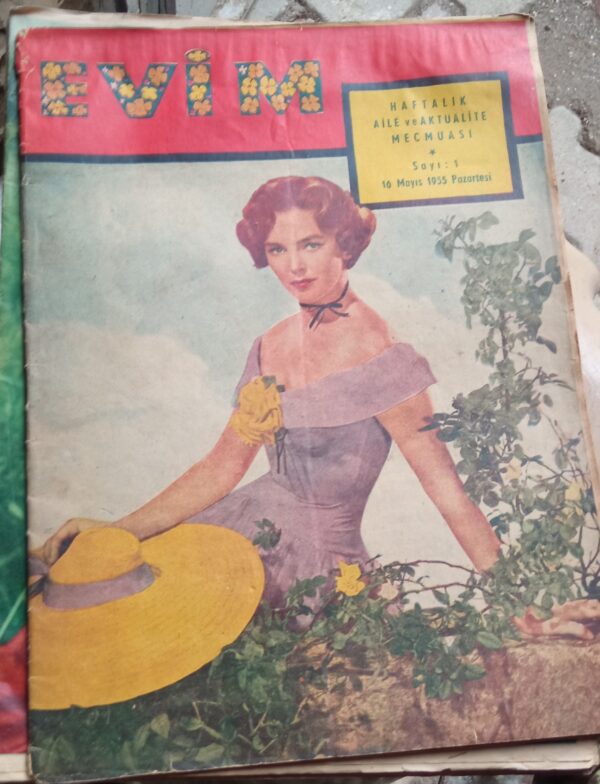 EVİM
HAFTALIK
AİLE ve AKTUALİTE
MECMUASI
Sayı: 1
16 Mayıs 1955 Pazartesi